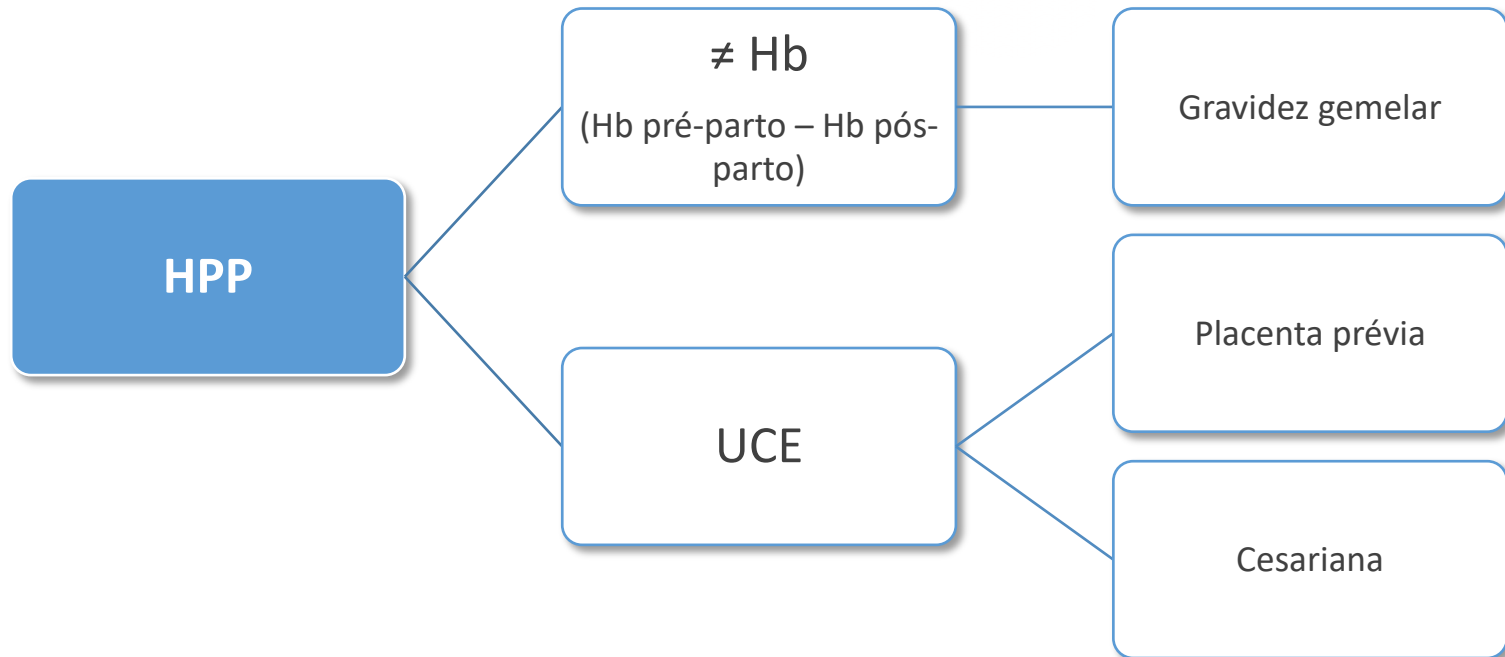 HPP
≠ Hb
(Hb pré-parto – Hb pós-
parto)
UCE
Gravidez gemelar
Placenta prévia
Cesariana